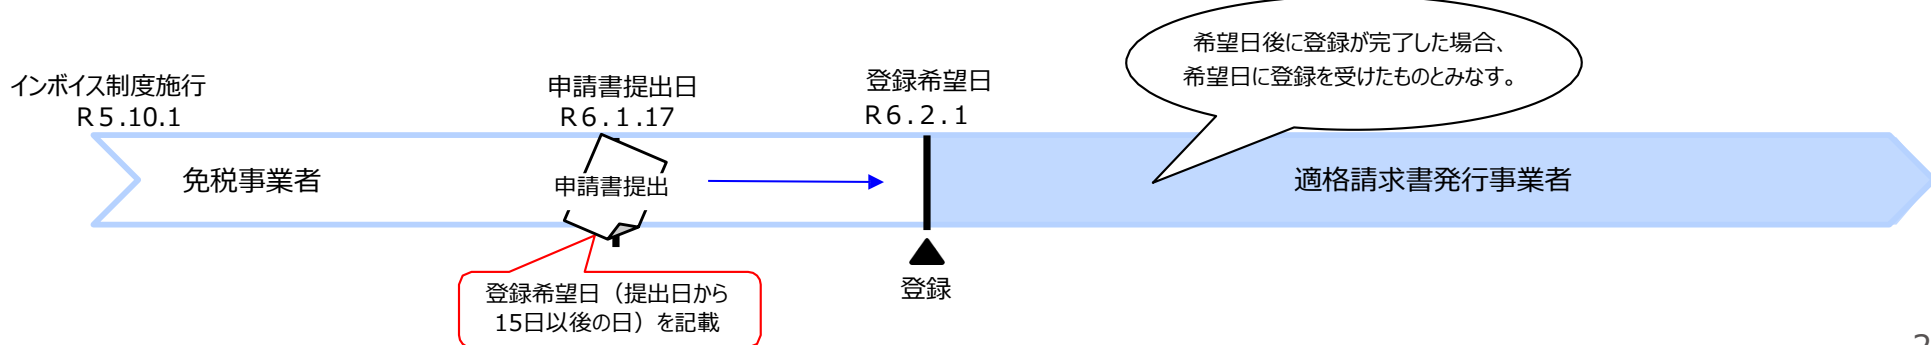 希望日後に登録が完了した場合、
希望日に登録を受けたものとみなす。
インボイス制度施行
R5.10.1
申請書提出日
R6.1.17
登録希望日
R6.2.1
免税事業者
申請書提出
適格請求書発行事業者
登録
登録希望日（提出日から
15日以後の日）を記載